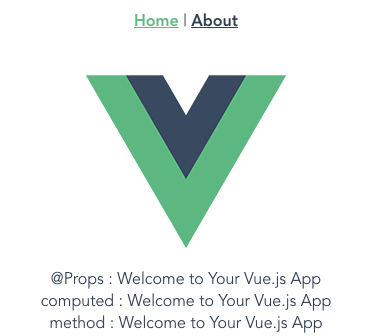 Home | About
@Props : Welcome to Your Vue.js App
computed : Welcome to Your Vue.js App
method : Welcome to Your Vue.js App